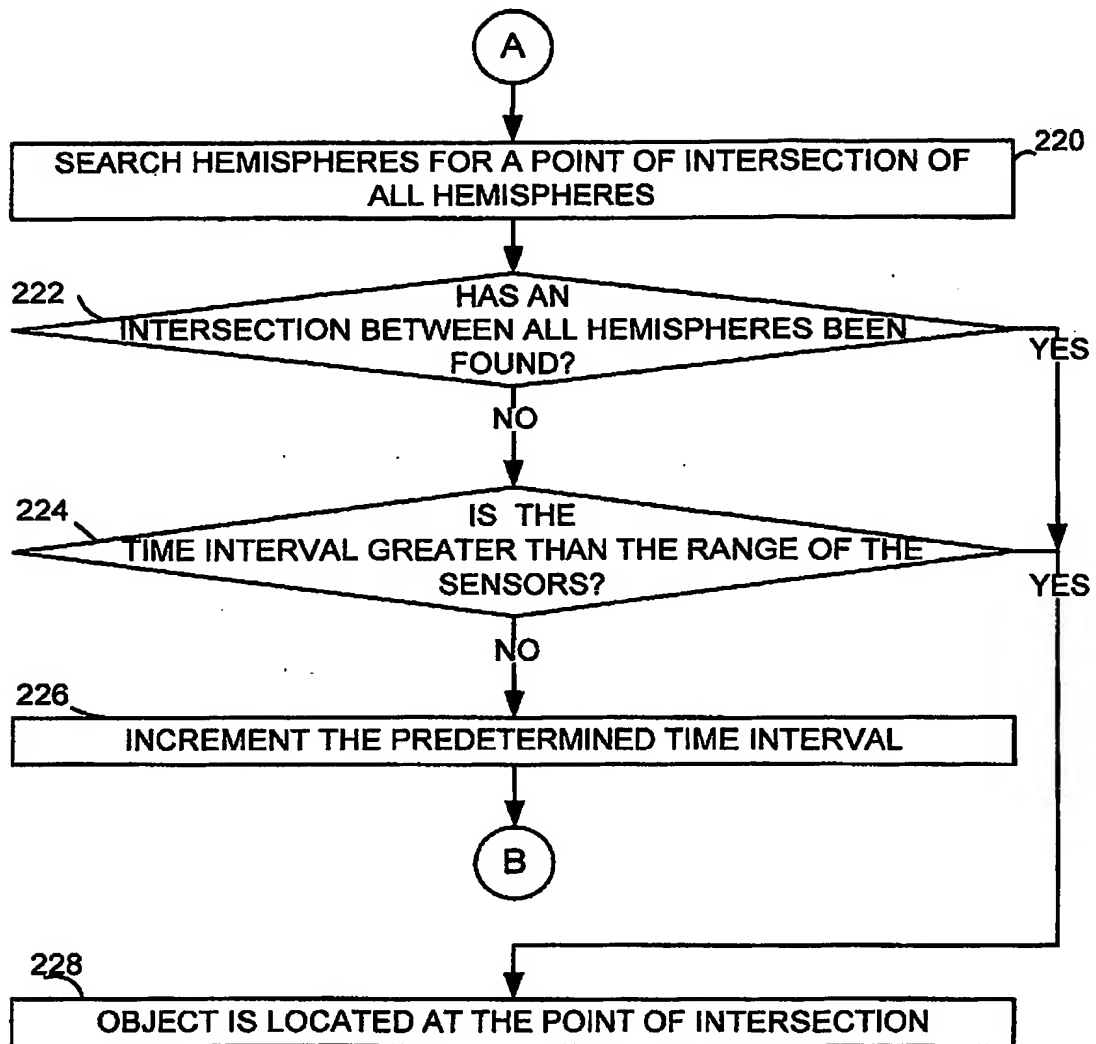 A
SEARCH HEMISPHERES FOR A POINT OF INTERSECTION OF
ALL HEMISPHERES
220
222
HAS AN
INTERSECTION BETWEEN ALL HEMISPHERES BEEN
FOUND?
YES
NO
224
IS THE
TIME INTERVAL GREATER THAN THE RANGE OF THE
SENSORS?
YES
NO
226
INCREMENT THE PREDETERMINED TIME INTERVAL
B
228
OBJECT IS LOCATED AT THE POINT OF INTERSECTION